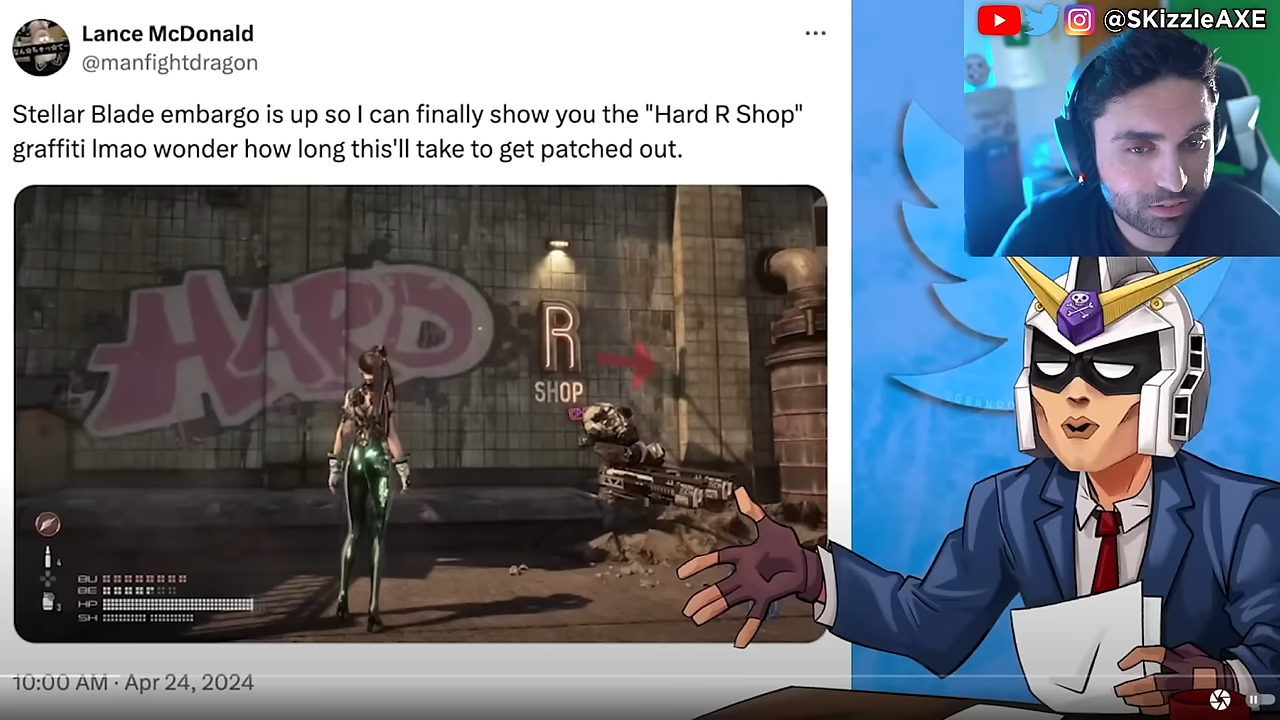 @SKizzleAXE
Lance McDonald
@manfightdragon
Stellar Blade embargo is up so I can finally show you the "Hard R Shop"
graffiti lmao wonder how long this'll take to get patched out.
HARD
R
SHOP
4
3
BU
BE
HP
SH
10:00 AM · Apr 24, 2024